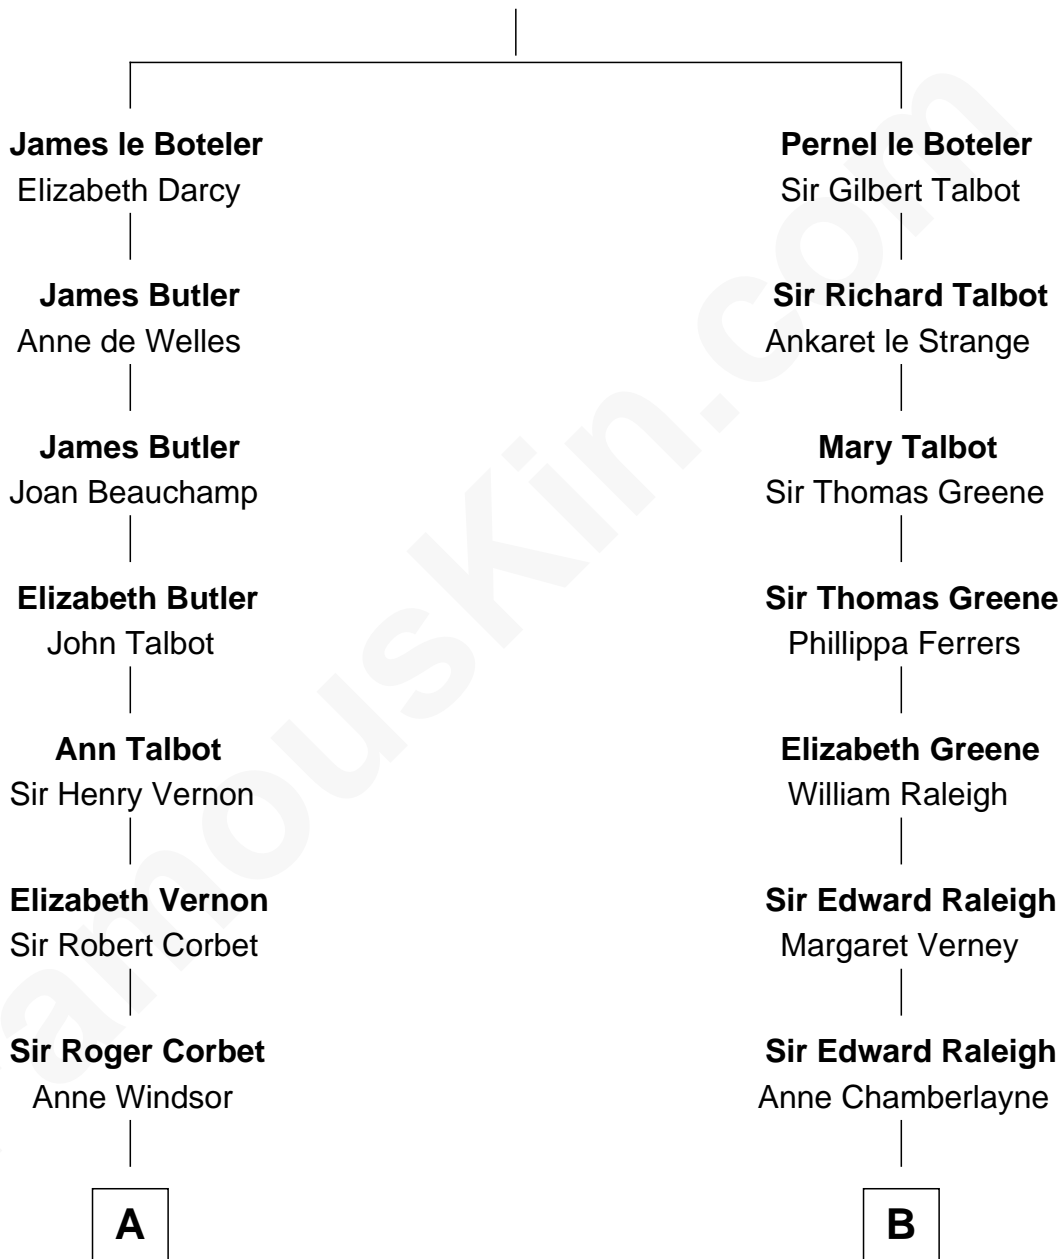 James le Boteler
Elizabeth Darcy
James Butler
Anne de Welles
James Butler
Joan Beauchamp
Elizabeth Butler
John Talbot
Ann Talbot
Sir Henry Vernon
Elizabeth Vernon
Sir Robert Corbet
Sir Roger Corbet
Anne Windsor
A
Pernel le Boteler
Sir Gilbert Talbot
Sir Richard Talbot
Ankaret le Strange
Mary Talbot
Sir Thomas Greene
Sir Thomas Greene
Phillippa Ferrers
Elizabeth Greene
William Raleigh
Sir Edward Raleigh
Margaret Verney
Sir Edward Raleigh
Anne Chamberlayne
B
amousKin.com